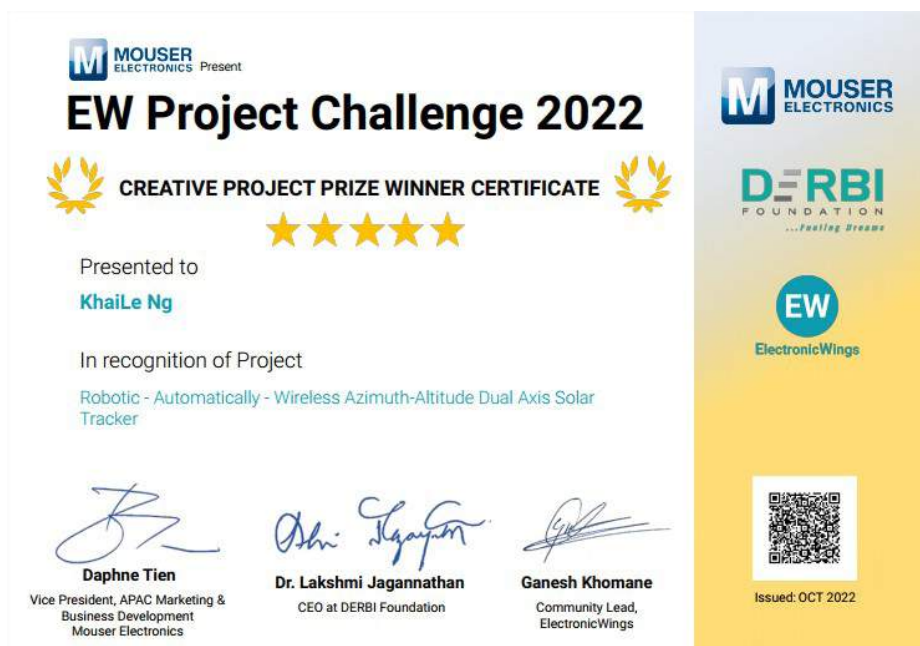 MOUSER
ELECTRONICS Present
EW Project Challenge 2022
CREATIVE PROJECT PRIZE WINNER CERTIFICATE
Presented to
KhaiLe Ng
In recognition of Project
Robotic - Automatically - Wireless Azimuth-Altitude Dual Axis Solar
Tracker
Daphne Tien
Vice President, APAC Marketing &
Business Development
Mouser Electronics
Dr. Lakshmi Jagannathan
CEO at DERBI Foundation
Ganesh Khomane
Community Lead,
ElectronicWings
M MOUSER
ELECTRONICS
DERBI
FOUNDATION
...Fueling Dreams
EW
ElectronicWings
Issued: OCT 2022